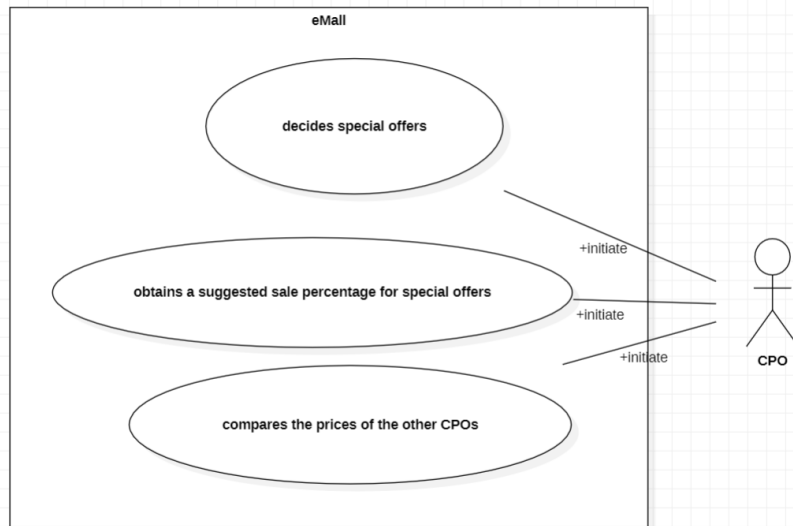 eMall
decides special offers
+initiate
obtains a suggested sale percentage for special offers
+initiate
+initiate
CPO
compares the prices of the other CPOs